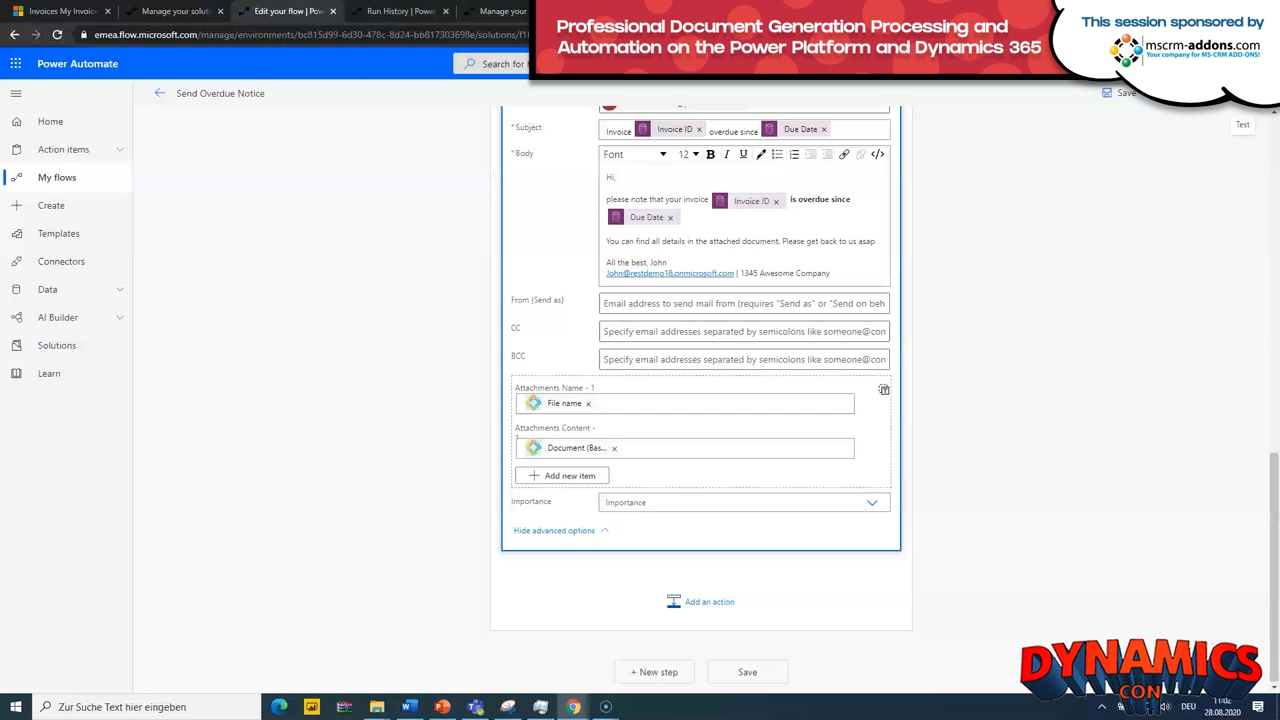 Invoices My Invoices
Manage your solutio
Edit your flow | Pow
Run History | Power
Manage your
emea.flow.microsoft.com/manage/environments/bc815d99-6d30-478c-8d24-bb817303698e/solutions/f1
Professional Document Generation Processing and
Automation on the Power Platform and Dynamics 365
This session sponsored by
mscrm-addons.com
Your company for MS-CRM ADD-ONS!
Power Automate
Search for
Send Overdue Notice
Save
Test
Home
Action items
My flows
Create
Templates
Connectors
Data
AI Builder
Solutions
Learn
* Subject
Invoice Invoice ID × overdue since Due Date ×
* Body
Font 12 B I U </>
Hi,
please note that your invoice Invoice ID × is overdue since
Due Date ×
You can find all details in the attached document. Please get back to us asap.
All the best, John
John@restdemo18.onmicrosoft.com | 1345 Awesome Company
From (Send as)
Email address to send mail from (requires "Send as" or "Send on beh
CC
Specify email addresses separated by semicolons like someone@con
BCC
Specify email addresses separated by semicolons like someone@con
Attachments Name - 1
File name ×
Attachments Content -
Document (Bas... ×
+ Add new item
Importance
Importance
Hide advanced options
Add an action
+ New step
Save
DYNAMICS
CON
Zur Suche Text hier eingeben
DEU
11:02
28.08.2020